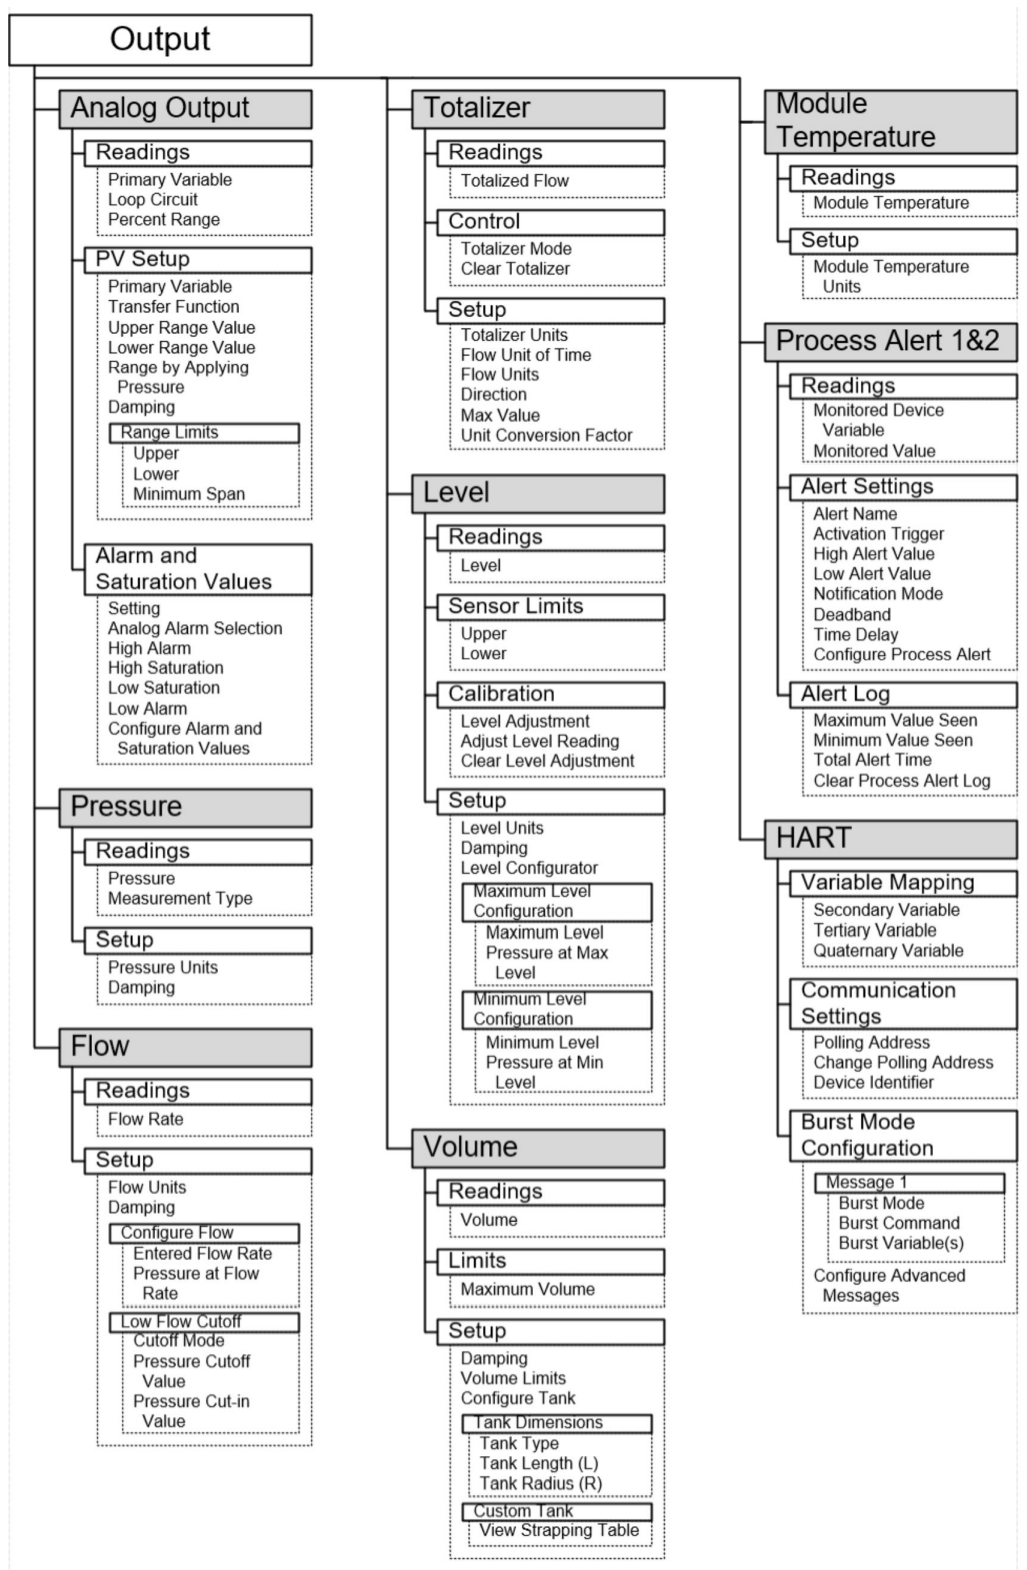 Output
Analog Output
Readings
Primary Variable
Loop Circuit
Percent Range
PV Setup
Primary Variable
Transfer Function
Upper Range Value
Lower Range Value
Range by Applying
Pressure
Damping
Range Limits
Upper
Lower
Minimum Span
Alarm and
Saturation Values
Setting
Analog Alarm Selection
High Alarm
High Saturation
Low Saturation
Low Alarm
Configure Alarm and
Saturation Values
Pressure
Readings
Pressure
Measurement Type
Setup
Pressure Units
Damping
Flow
Readings
Flow Rate
Setup
Flow Units
Damping
Configure Flow
Entered Flow Rate
Pressure at Flow
Rate
Low Flow Cutoff
Cutoff Mode
Pressure Cutoff
Value
Pressure Cut-in
Value
Totalizer
Readings
Totalized Flow
Control
Totalizer Mode
Clear Totalizer
Setup
Totalizer Units
Flow Unit of Time
Flow Units
Direction
Max Value
Unit Conversion Factor
Level
Readings
Level
Sensor Limits
Upper
Lower
Calibration
Level Adjustment
Adjust Level Reading
Clear Level Adjustment
Setup
Level Units
Damping
Level Configurator
Maximum Level
Configuration
Maximum Level
Pressure at Max
Level
Minimum Level
Configuration
Minimum Level
Pressure at Min
Level
Volume
Readings
Volume
Limits
Maximum Volume
Setup
Damping
Volume Limits
Configure Tank
Tank Dimensions
Tank Type
Tank Length (L)
Tank Radius (R)
Custom Tank
View Strapping Table
Module
Temperature
Readings
Module Temperature
Setup
Module Temperature
Units
Process Alert 1&2
Readings
Monitored Device
Variable
Monitored Value
Alert Settings
Alert Name
Activation Trigger
High Alert Value
Low Alert Value
Notification Mode
Deadband
Time Delay
Configure Process Alert
Alert Log
Maximum Value Seen
Minimum Value Seen
Total Alert Time
Clear Process Alert Log
HART
Variable Mapping
Secondary Variable
Tertiary Variable
Quaternary Variable
Communication
Settings
Polling Address
Change Polling Address
Device Identifier
Burst Mode
Configuration
Message 1
Burst Mode
Burst Command
Burst Variable(s)
Configure Advanced
Messages